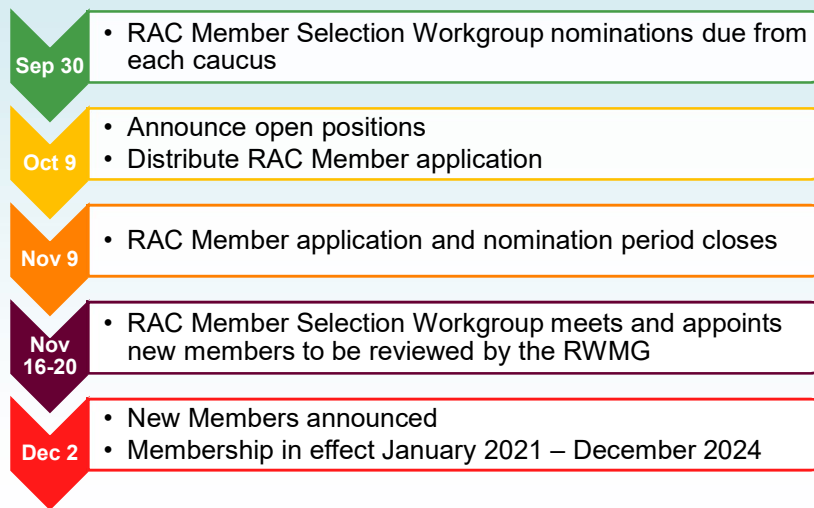 Sep 30
• RAC Member Selection Workgroup nominations due from
each caucus
Oct 9
• Announce open positions
• Distribute RAC Member application
Nov 9
• RAC Member application and nomination period closes
Nov
16-20
• RAC Member Selection Workgroup meets and appoints
new members to be reviewed by the RWMG
Dec 2
• New Members announced
• Membership in effect January 2021 – December 2024